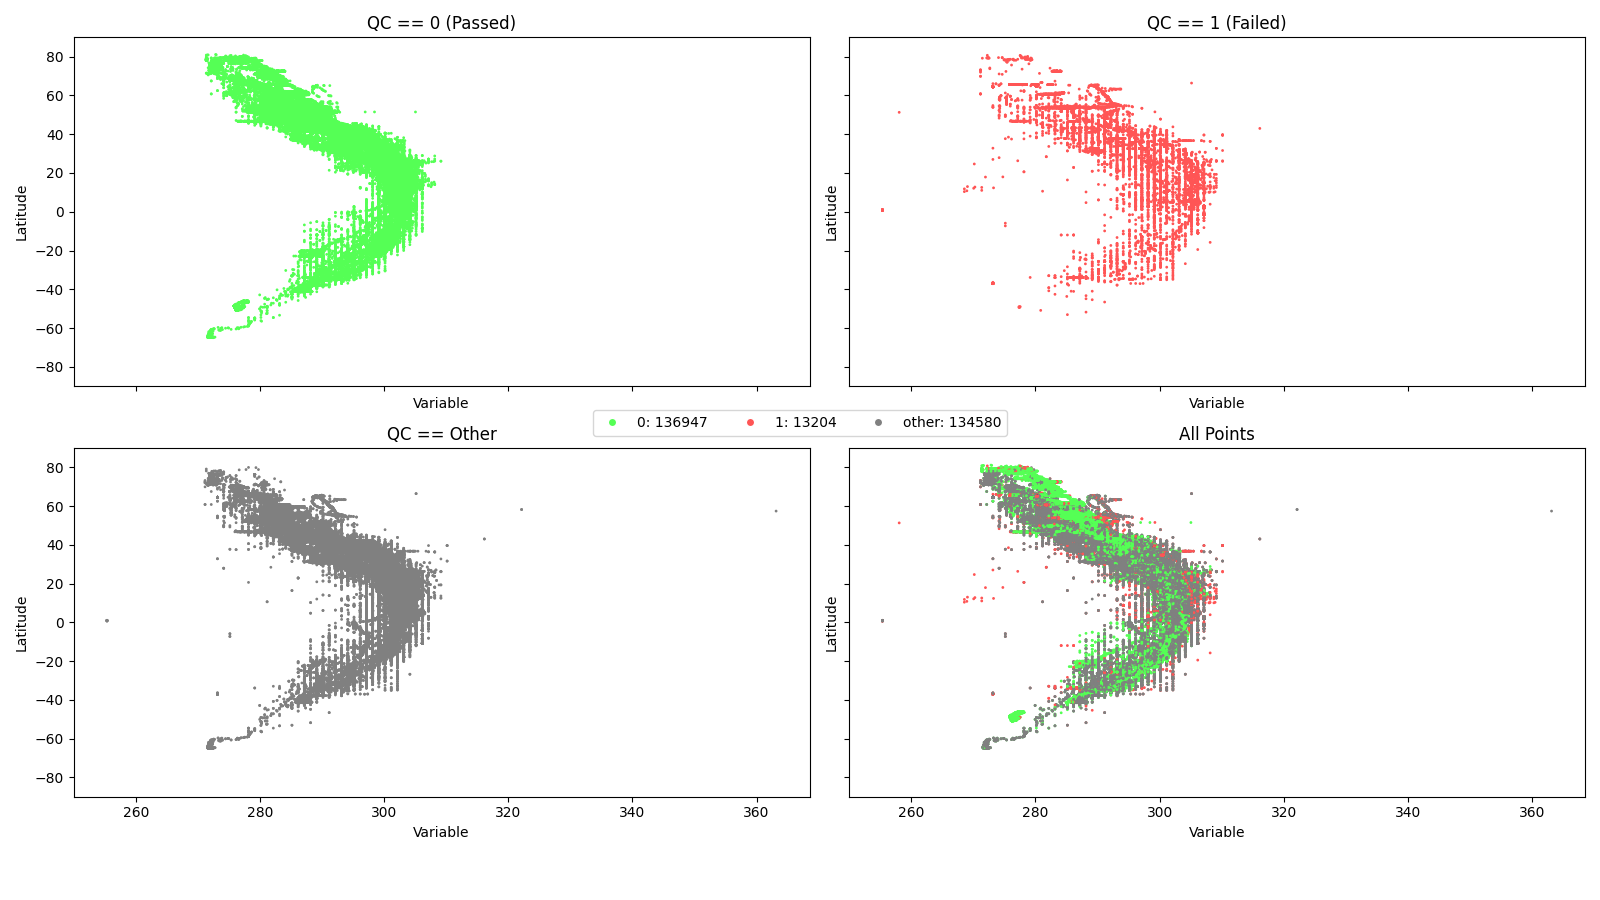 QC == 0 (Passed)
QC == 1 (Failed)
80
60
40
20
0
−20
−40
−60
−80
Latitude
Latitude
Variable
Variable
0: 136947 1: 13204 other: 134580
QC == Other
All Points
80
60
40
20
0
−20
−40
−60
−80
Latitude
Latitude
260 280 300 320 340 360
260 280 300 320 340 360
Variable
Variable